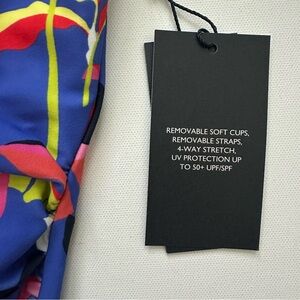 REMOVABLE SOFT CUPS,
REMOVABLE STRAPS,
4-WAY STRETCH,
UV PROTECTION UP
TO 50+ UPF/SPF